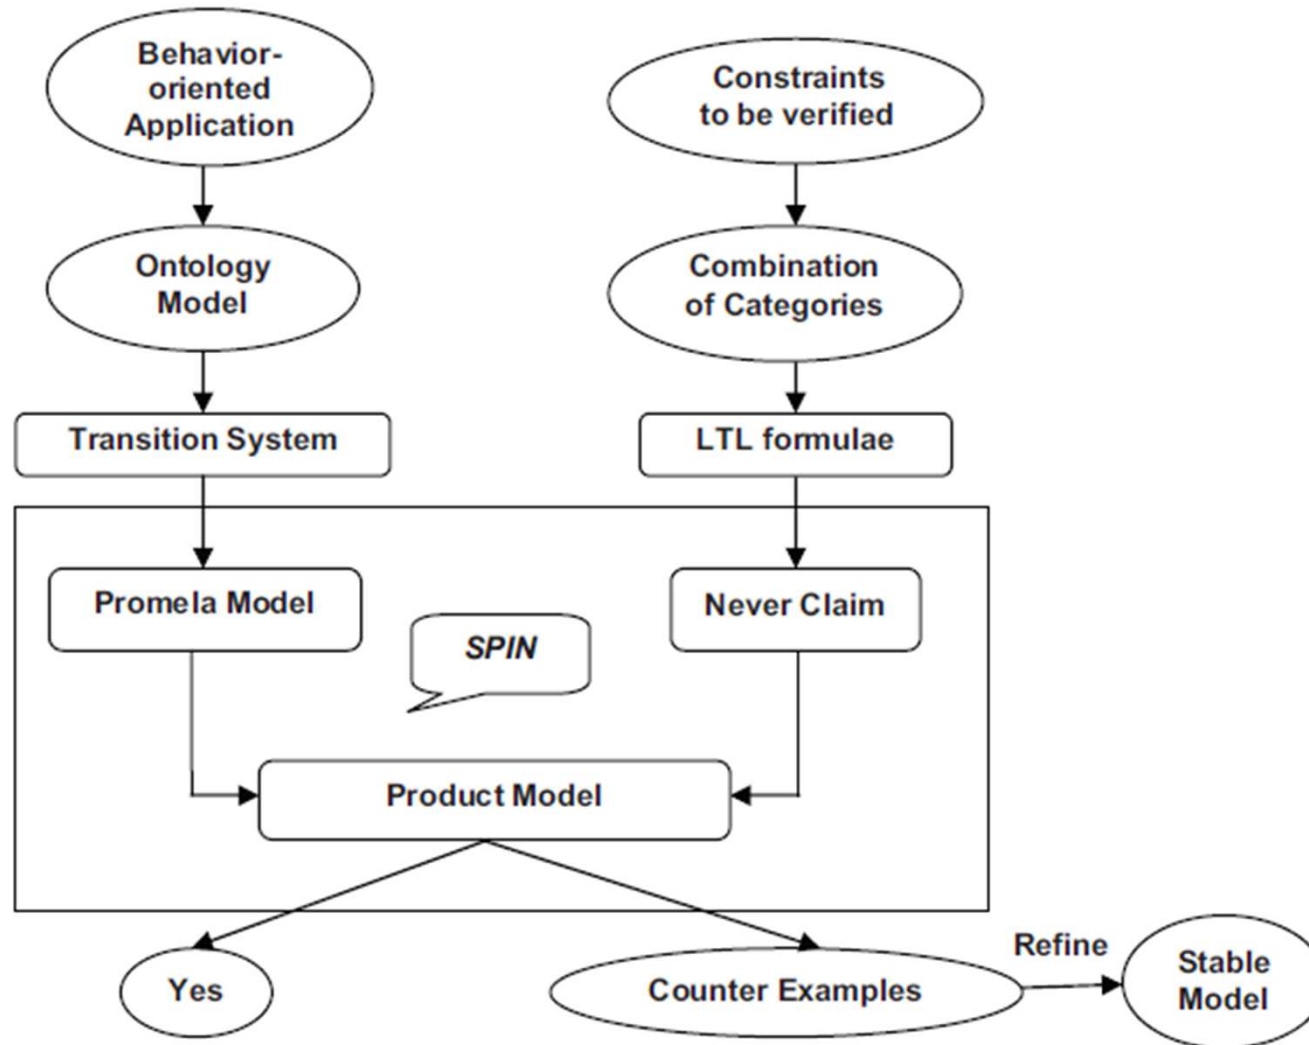 Behavior-
oriented
Application
Constraints
to be verified
Ontology
Model
Combination
of Categories
Transition System
LTL formulae
Promela Model
Never Claim
SPIN
Product Model
Yes
Counter Examples
Refine
Stable
Model